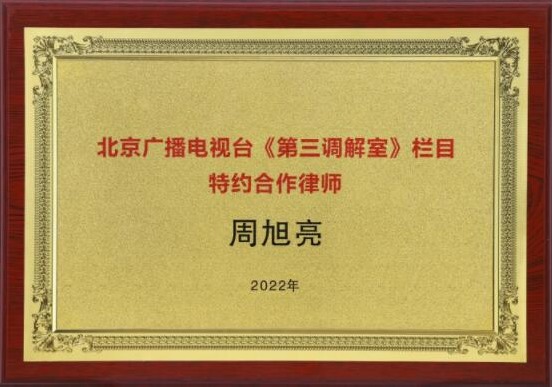 北京广播电视台《第三调解室》栏目
特约合作律师
周旭亮
2022年